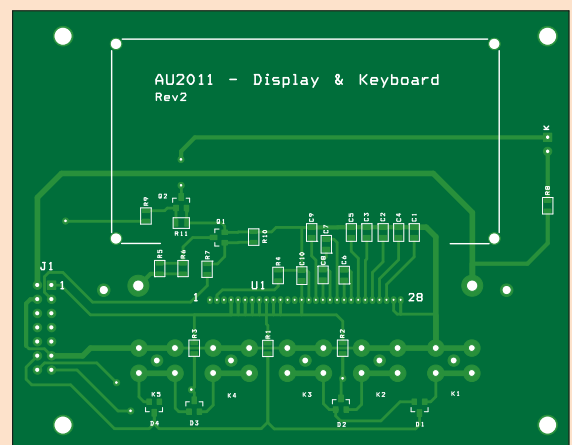 AU2011 - Display & Keyboard
Rev2
K
R8
Q2
R9
R11
Q1
R10
C9
C7
C5
C3
C2
C4
C1
R5
R6
R7
R4
C10
C8
C6
J1
1
1
U1
28
R3
R1
R2
K5
K4
K3
K2
K1
D4
D3
D2
D1